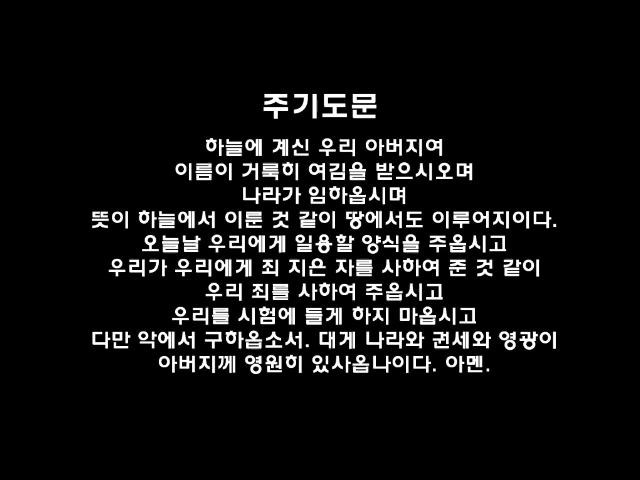 주기도문
하늘에 계신 우리 아버지여
이름이 거룩히 여김을 받으시오며
나라가 임하옵시며
뜻이 하늘에서 이룬 것 같이 땅에서도 이루어지이다.
오늘날 우리에게 일용할 양식을 주옵시고
우리가 우리에게 죄 지은 자를 사하여 준 것 같이
우리 죄를 사하여 주옵시고
우리를 시험에 들게 하지 마옵시고
다만 악에서 구하옵소서. 대게 나라와 권세와 영광이
아버지께 영원히 있사옵나이다. 아멘.